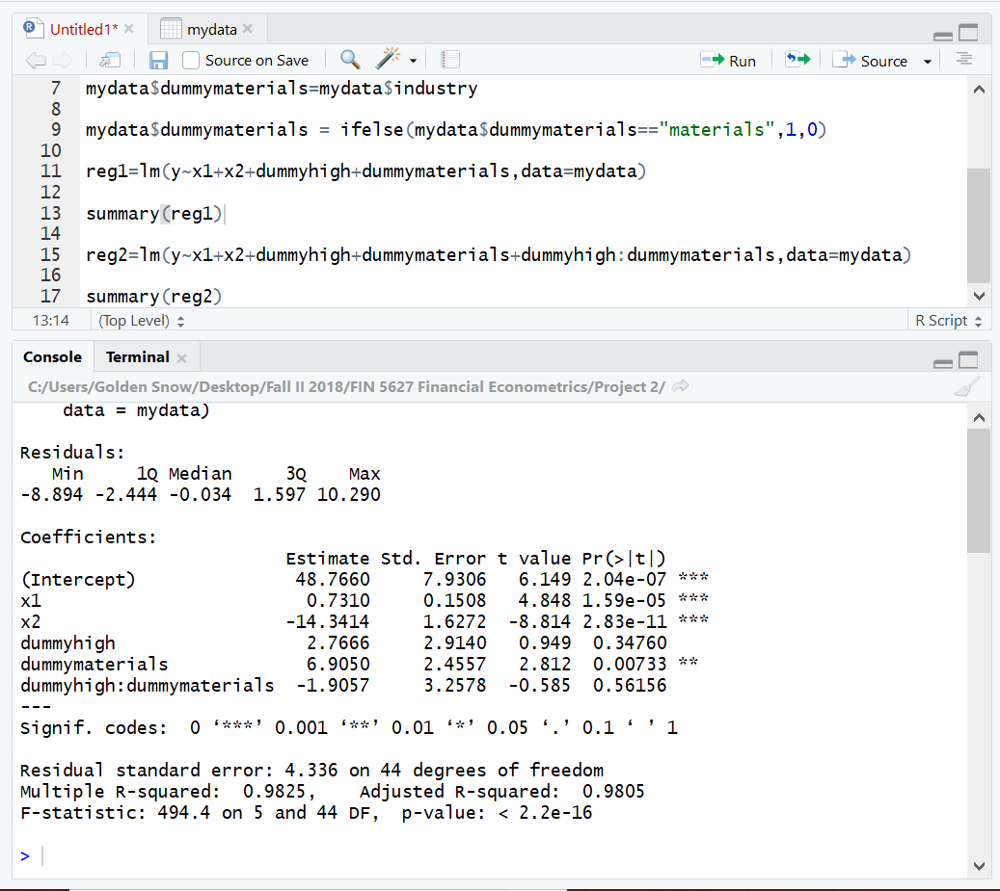 Untitled1* × mydata ×
Source on Save Run Source
7 mydata$dummymaterials=mydata$industry
8
9 mydata$dummymaterials = ifelse(mydata$dummymaterials=="materials",1,0)
10
11 reg1=lm(y~x1+x2+dummyhigh+dummymaterials,data=mydata)
12
13 summary(reg1)
14
15 reg2=lm(y~x1+x2+dummyhigh+dummymaterials+dummyhigh:dummymaterials,data=mydata)
16
17 summary(reg2)
13:14 (Top Level) R Script
Console Terminal ×
C:/Users/Golden Snow/Desktop/Fall II 2018/FIN 5627 Financial Econometrics/Project 2/
data = mydata)
Residuals:
Min 1Q Median 3Q Max
-8.894 -2.444 -0.034 1.597 10.290
Coefficients:
Estimate Std. Error t value Pr(>|t|)
(Intercept) 48.7660 7.9306 6.149 2.04e-07 ***
x1 0.7310 0.1508 4.848 1.59e-05 ***
x2 -14.3414 1.6272 -8.814 2.83e-11 ***
dummyhigh 2.7666 2.9140 0.949 0.34760
dummymaterials 6.9050 2.4557 2.812 0.00733 **
dummyhigh:dummymaterials -1.9057 3.2578 -0.585 0.56156
---
Signif. codes: 0 ‘***’ 0.001 ‘**’ 0.01 ‘*’ 0.05 ‘.’ 0.1 ‘ ’ 1
Residual standard error: 4.336 on 44 degrees of freedom
Multiple R-squared: 0.9825, Adjusted R-squared: 0.9805
F-statistic: 494.4 on 5 and 44 DF, p-value: < 2.2e-16
>